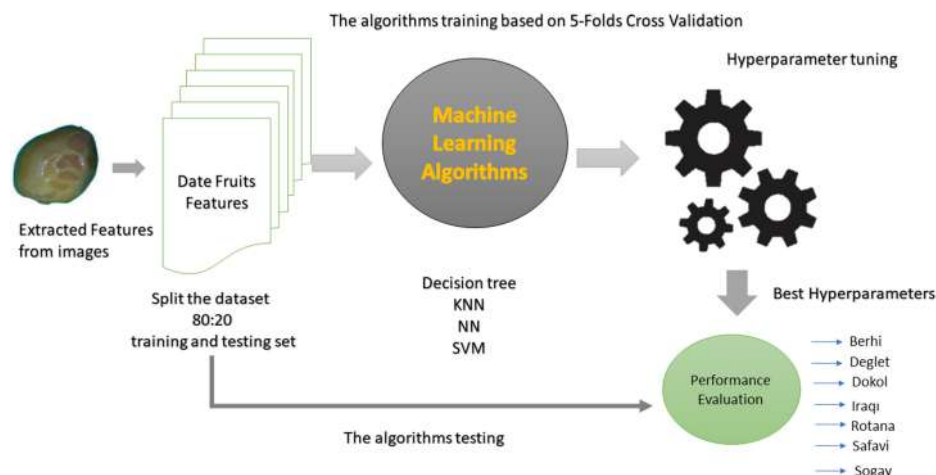 The algorithms training based on 5-Folds Cross Validation
Hyperparameter tuning
Machine
Learning
Algorithms
Date Fruits
Features
Extracted Features
from images
Split the dataset
80:20
training and testing set
Decision tree
KNN
NN
SVM
Best Hyperparameters
Performance
Evaluation
Berhi
Deglet
Dokol
Iraqı
Rotana
Safavi
Sogay
The algorithms testing